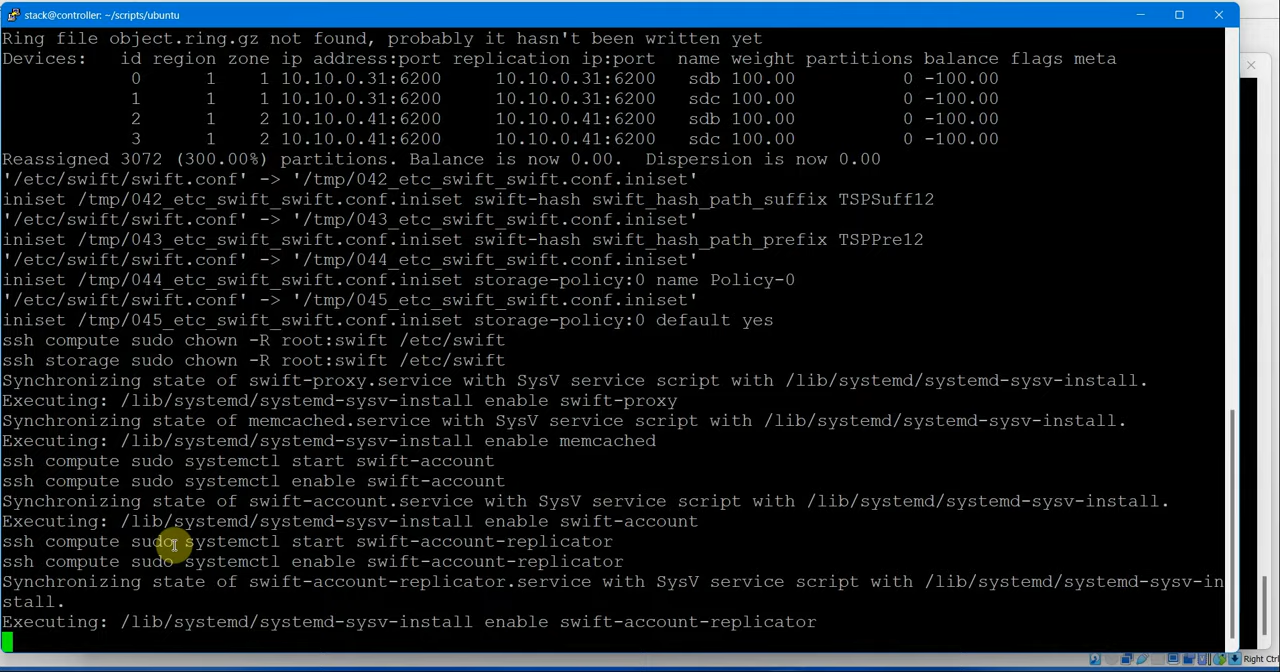 stack@controller: ~/scripts/ubuntu
Ring file object.ring.gz not found, probably it hasn't been written yet
Devices:   id region zone ip address:port replication ip:port  name weight partitions balance flags meta
            0      1    1 10.10.0.31:6200     10.10.0.31:6200   sdb 100.00          0 -100.00
            1      1    1 10.10.0.31:6200     10.10.0.31:6200   sdc 100.00          0 -100.00
            2      1    2 10.10.0.41:6200     10.10.0.41:6200   sdb 100.00          0 -100.00
            3      1    2 10.10.0.41:6200     10.10.0.41:6200   sdc 100.00          0 -100.00
Reassigned 3072 (300.00%) partitions. Balance is now 0.00.  Dispersion is now 0.00
'/etc/swift/swift.conf' -> '/tmp/042_etc_swift_swift.conf.iniset'
iniset /tmp/042_etc_swift_swift.conf.iniset swift-hash swift_hash_path_suffix TSPSuff12
'/etc/swift/swift.conf' -> '/tmp/043_etc_swift_swift.conf.iniset'
iniset /tmp/043_etc_swift_swift.conf.iniset swift-hash swift_hash_path_prefix TSPPre12
'/etc/swift/swift.conf' -> '/tmp/044_etc_swift_swift.conf.iniset'
iniset /tmp/044_etc_swift_swift.conf.iniset storage-policy:0 name Policy-0
'/etc/swift/swift.conf' -> '/tmp/045_etc_swift_swift.conf.iniset'
iniset /tmp/045_etc_swift_swift.conf.iniset storage-policy:0 default yes
ssh compute sudo chown -R root:swift /etc/swift
ssh storage sudo chown -R root:swift /etc/swift
Synchronizing state of swift-proxy.service with SysV service script with /lib/systemd/systemd-sysv-install.
Executing: /lib/systemd/systemd-sysv-install enable swift-proxy
Synchronizing state of memcached.service with SysV service script with /lib/systemd/systemd-sysv-install.
Executing: /lib/systemd/systemd-sysv-install enable memcached
ssh compute sudo systemctl start swift-account
ssh compute sudo systemctl enable swift-account
Synchronizing state of swift-account.service with SysV service script with /lib/systemd/systemd-sysv-install.
Executing: /lib/systemd/systemd-sysv-install enable swift-account
ssh compute sudo systemctl start swift-account-replicator
ssh compute sudo systemctl enable swift-account-replicator
Synchronizing state of swift-account-replicator.service with SysV service script with /lib/systemd/systemd-sysv-in
stall.
Executing: /lib/systemd/systemd-sysv-install enable swift-account-replicator
Right Ctrl